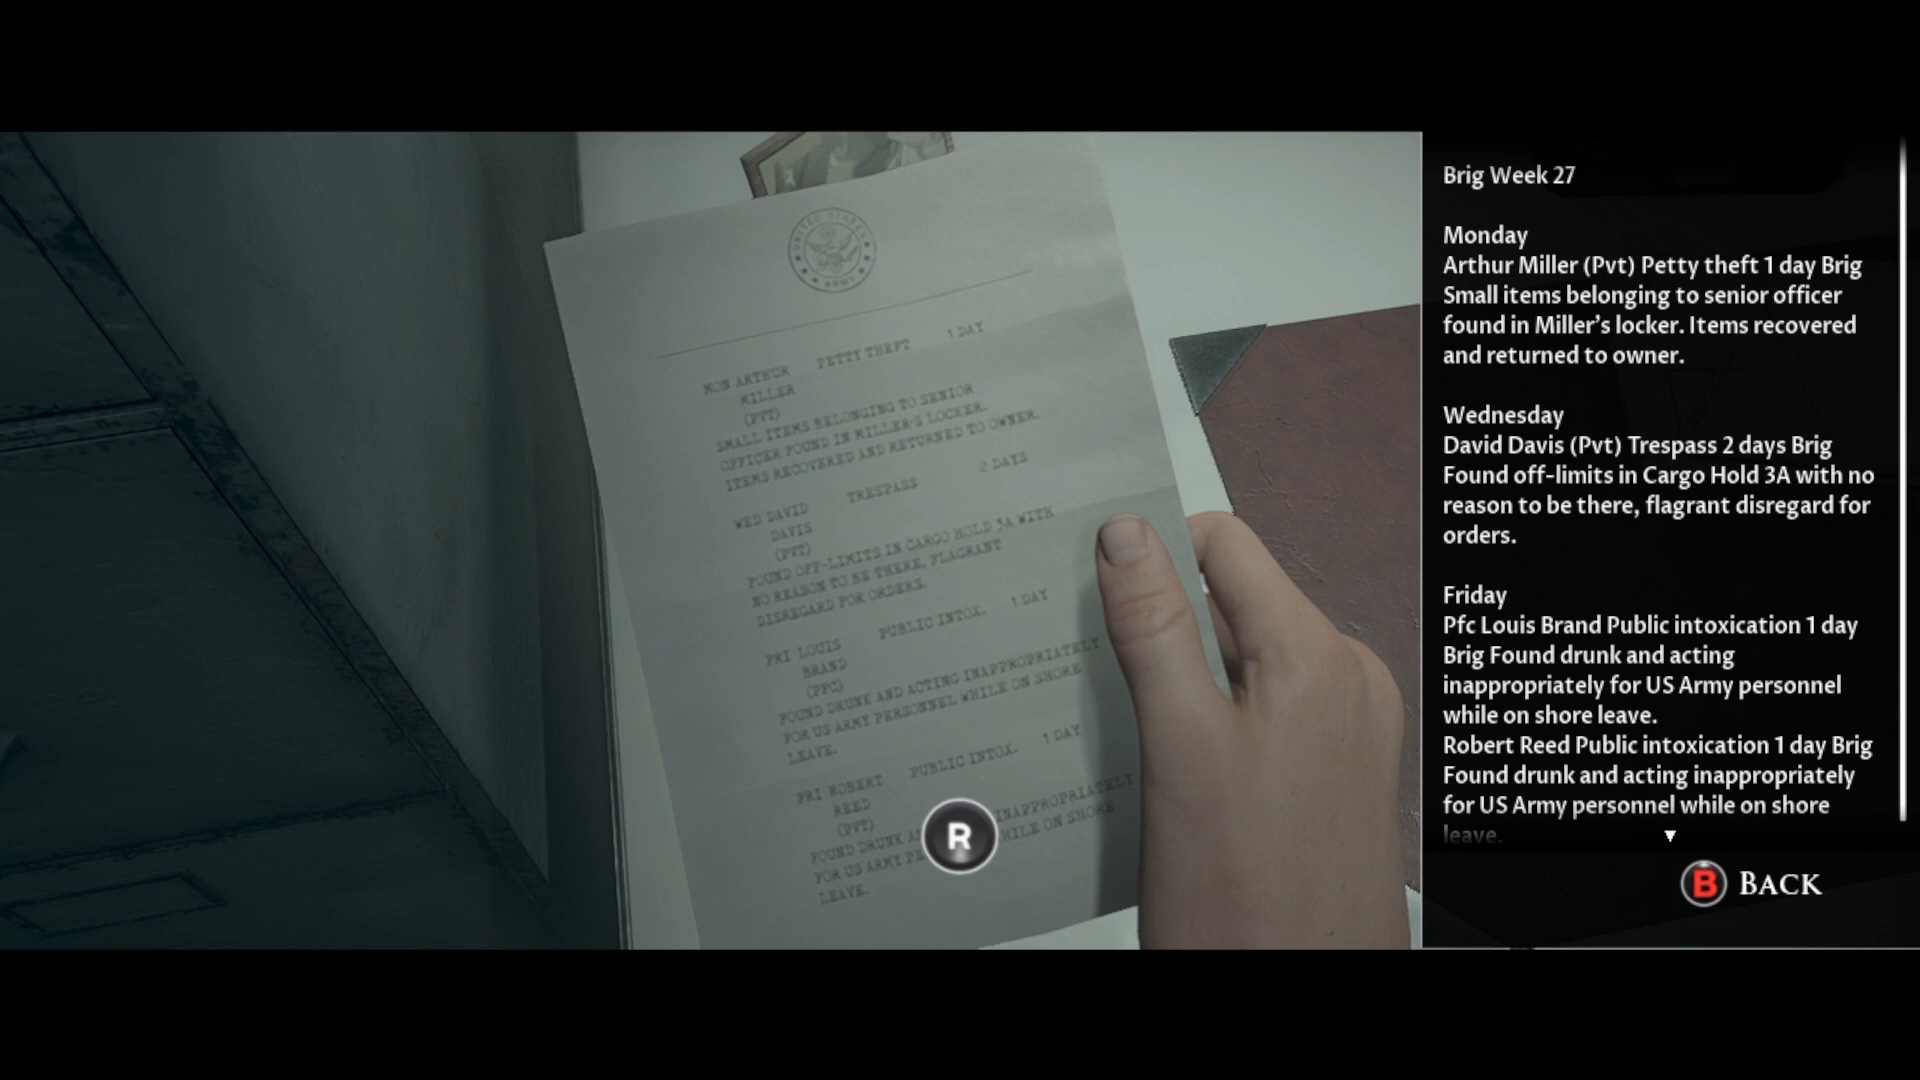 UNITED STATES
ARMY
MON ARTHUR PETTY THEFT 1 DAY
MILLER
(PVT)
SMALL ITEMS BELONGING TO SENIOR
OFFICER FOUND IN MILLER'S LOCKER.
ITEMS RECOVERED AND RETURNED TO OWNER.
WED DAVID TRESPASS 2 DAYS
DAVIS
(PVT)
FOUND OFF-LIMITS IN CARGO HOLD 3A WITH
NO REASON TO BE THERE, FLAGRANT
DISREGARD FOR ORDERS.
FRI LOUIS PUBLIC INTOX. 1 DAY
BRAND
(PFC)
FOUND DRUNK AND ACTING INAPPROPRIATELY
FOR US ARMY PERSONNEL WHILE ON SHORE
LEAVE.
FRI ROBERT PUBLIC INTOX. 1 DAY
REED
(PVT)
FOUND DRUNK INAPPROPRIATELY
FOR US ARMY WHILE ON SHORE
LEAVE.
R
Brig Week 27
Monday
Arthur Miller (Pvt) Petty theft 1 day Brig
Small items belonging to senior officer
found in Miller's locker. Items recovered
and returned to owner.
Wednesday
David Davis (Pvt) Trespass 2 days Brig
Found off-limits in Cargo Hold 3A with no
reason to be there, flagrant disregard for
orders.
Friday
Pfc Louis Brand Public intoxication 1 day
Brig Found drunk and acting
inappropriately for US Army personnel
while on shore leave.
Robert Reed Public intoxication 1 day Brig
Found drunk and acting inappropriately
for US Army personnel while on shore
leave.
B BACK